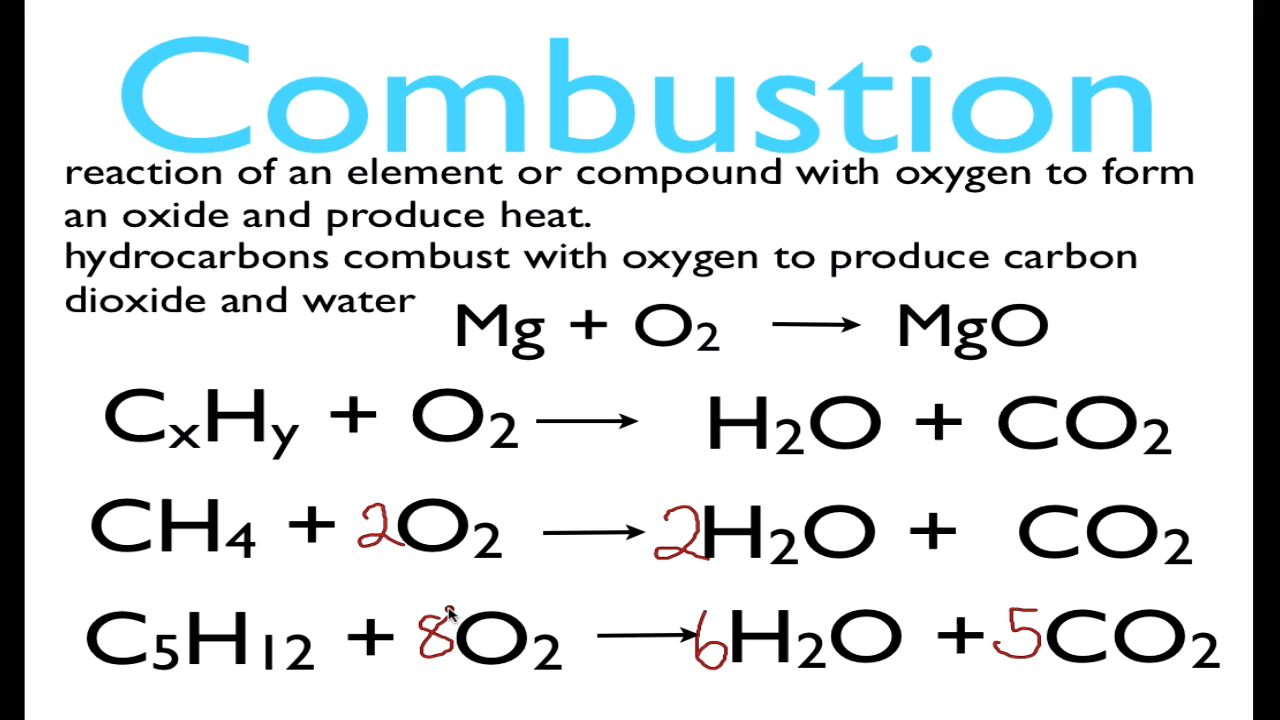 Combustion
reaction of an element or compound with oxygen to form
an oxide and produce heat.
hydrocarbons combust with oxygen to produce carbon
dioxide and water
Mg + O₂ → MgO
CₓHᵧ + O₂ → H₂O + CO₂
CH₄ + 2O₂ → 2H₂O + CO₂
C₅H₁₂ + 8O₂ → 6H₂O + 5CO₂